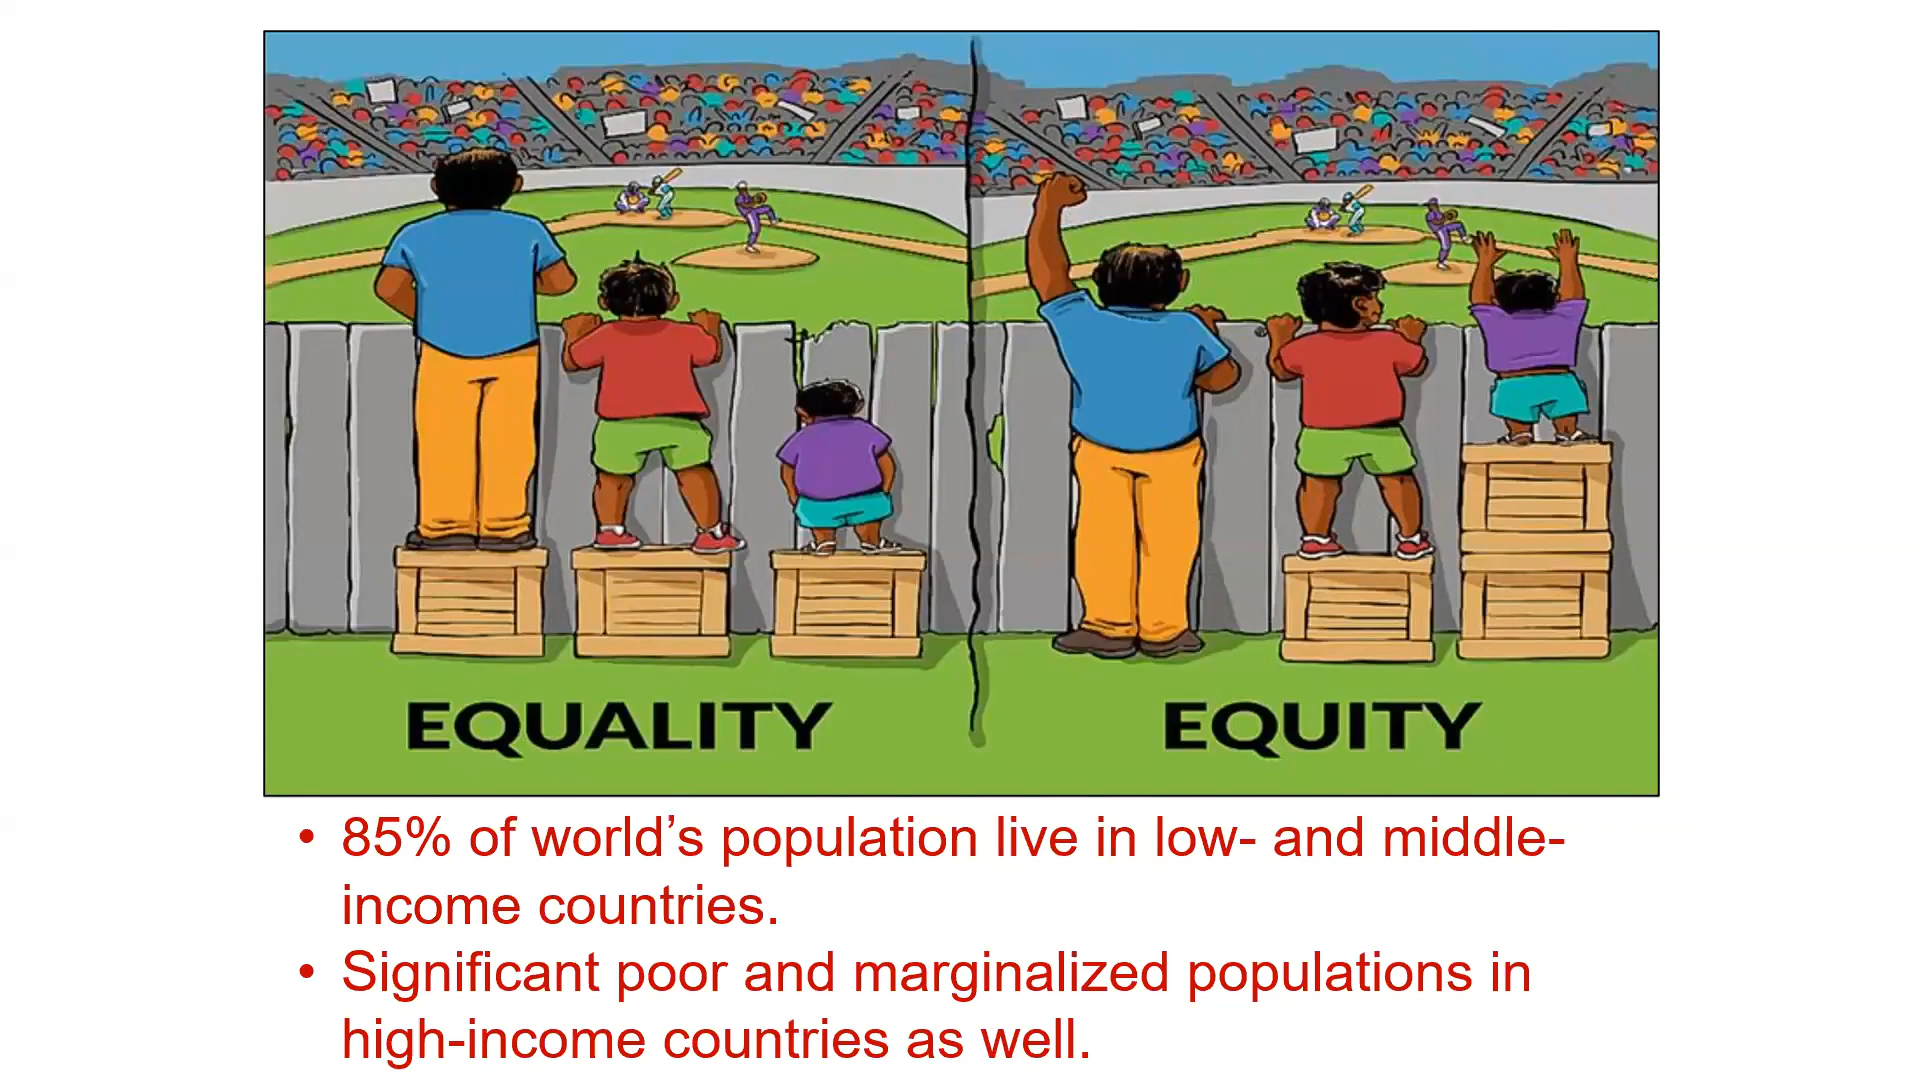 EQUALITY
EQUITY
• 85% of world’s population live in low- and middle-
income countries.
• Significant poor and marginalized populations in
high-income countries as well.